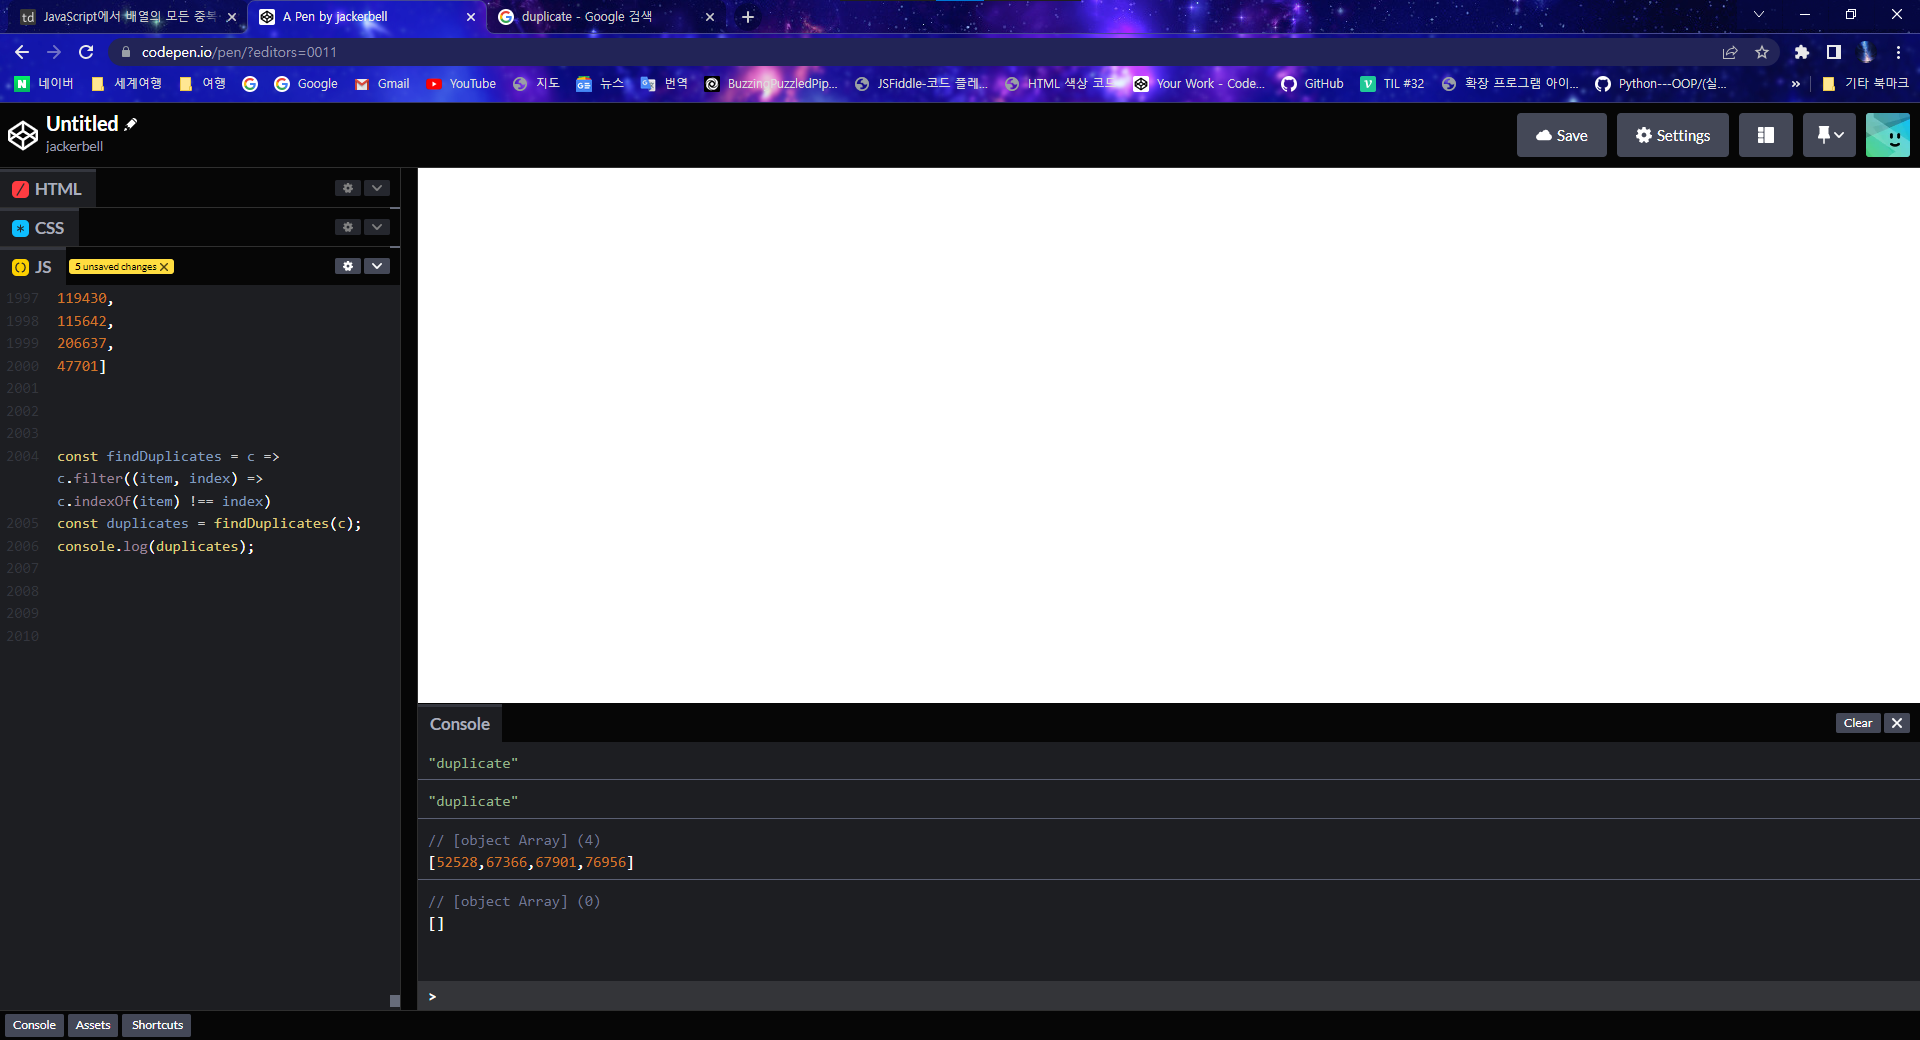 td JavaScript에서 배열의 모든 중복
A Pen by jackerbell
duplicate - Google 검색
codepen.io/pen/?editors=0011
네이버
세계여행
여행
Google
Gmail
YouTube
지도
뉴스
번역
BuzzingPuzzledPip...
JSFiddle-코드 플레...
HTML 색상 코드
Your Work - Code...
GitHub
TIL #32
확장 프로그램 아이...
Python---OOP/(실...
»
기타 북마크
Untitled
jackerbell
Save
Settings
HTML
CSS
JS
5 unsaved changes
1997 119430,
1998 115642,
1999 206637,
2000 47701]
2001
2002
2003
2004 const findDuplicates = c =>
c.filter((item, index) =>
c.indexOf(item) !== index)
2005 const duplicates = findDuplicates(c);
2006 console.log(duplicates);
2007
2008
2009
2010
Console
Clear
"duplicate"
"duplicate"
// [object Array] (4)
[52528,67366,67901,76956]
// [object Array] (0)
[]
>
Console
Assets
Shortcuts